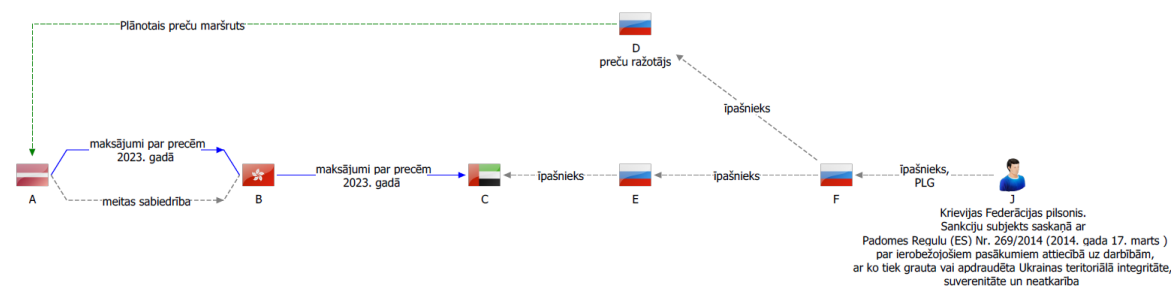 Plānotais preču maršruts
D
preču ražotājs
īpašnieks
maksājumi par precēm
2023. gadā
meitas sabiedrība
A
B
maksājumi par precēm
2023. gadā
C
īpašnieks
E
īpašnieks
F
īpašnieks,
PLG
J
Krievijas Federācijas pilsonis.
Sankciju subjekts saskaņā ar
Padomes Regulu (ES) Nr. 269/2014 (2014. gada 17. marts )
par ierobežojošiem pasākumiem attiecībā uz darbībām,
ar ko tiek grauta vai apdraudēta Ukrainas teritoriālā integritāte,
suverenitāte un neatkarība